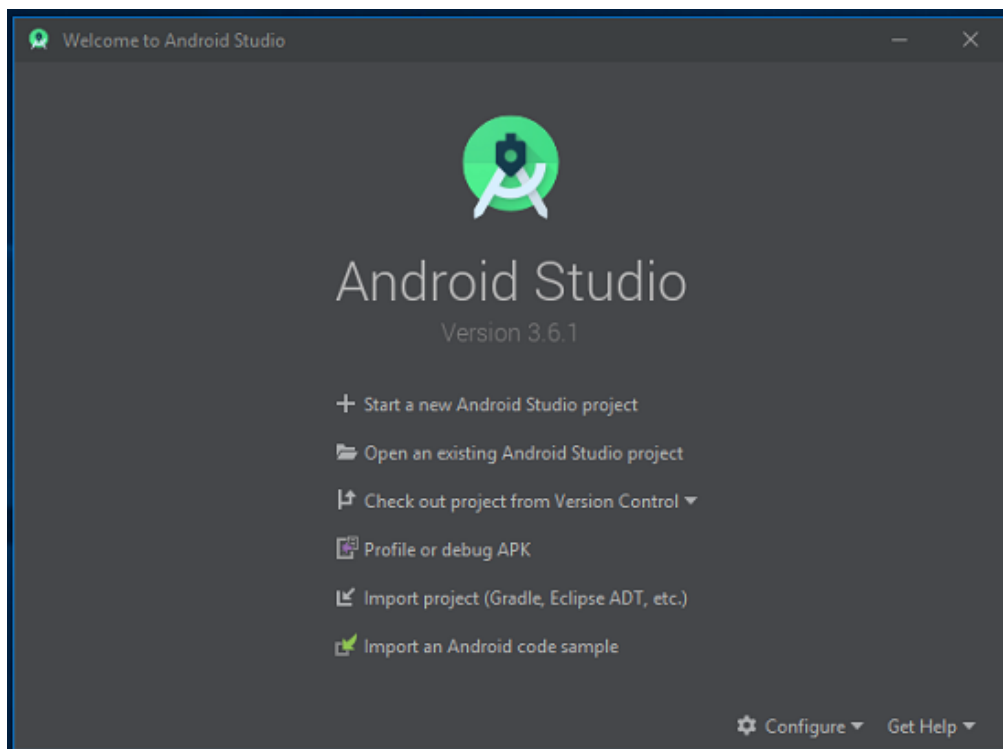 Welcome to Android Studio
Android Studio
Version 3.6.1
Start a new Android Studio project
Open an existing Android Studio project
Check out project from Version Control
Profile or debug APK
Import project (Gradle, Eclipse ADT, etc.)
Import an Android code sample
Configure Get Help